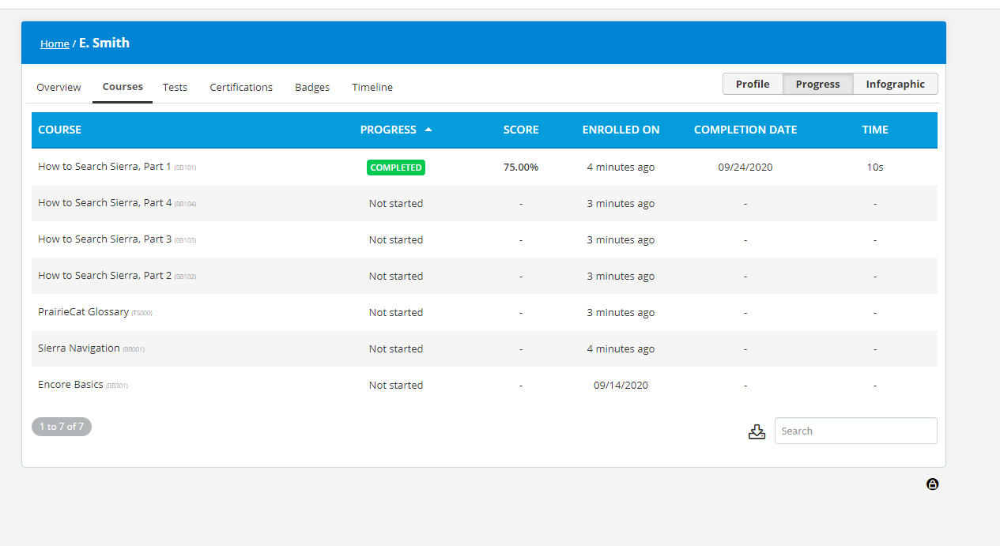 Home / E. Smith
Overview Courses Tests Certifications Badges Timeline Profile Progress Infographic
COURSE PROGRESS SCORE ENROLLED ON COMPLETION DATE TIME
How to Search Sierra, Part 1 (BB101) COMPLETED 75.00% 4 minutes ago 09/24/2020 10s
How to Search Sierra, Part 4 (BB104) Not started - 3 minutes ago - -
How to Search Sierra, Part 3 (BB103) Not started - 3 minutes ago - -
How to Search Sierra, Part 2 (BB102) Not started - 3 minutes ago - -
PrairieCat Glossary (TS000) Not started - 3 minutes ago - -
Sierra Navigation (BB001) Not started - 4 minutes ago - -
Encore Basics (BB301) Not started - 09/14/2020 - -
1 to 7 of 7 Search